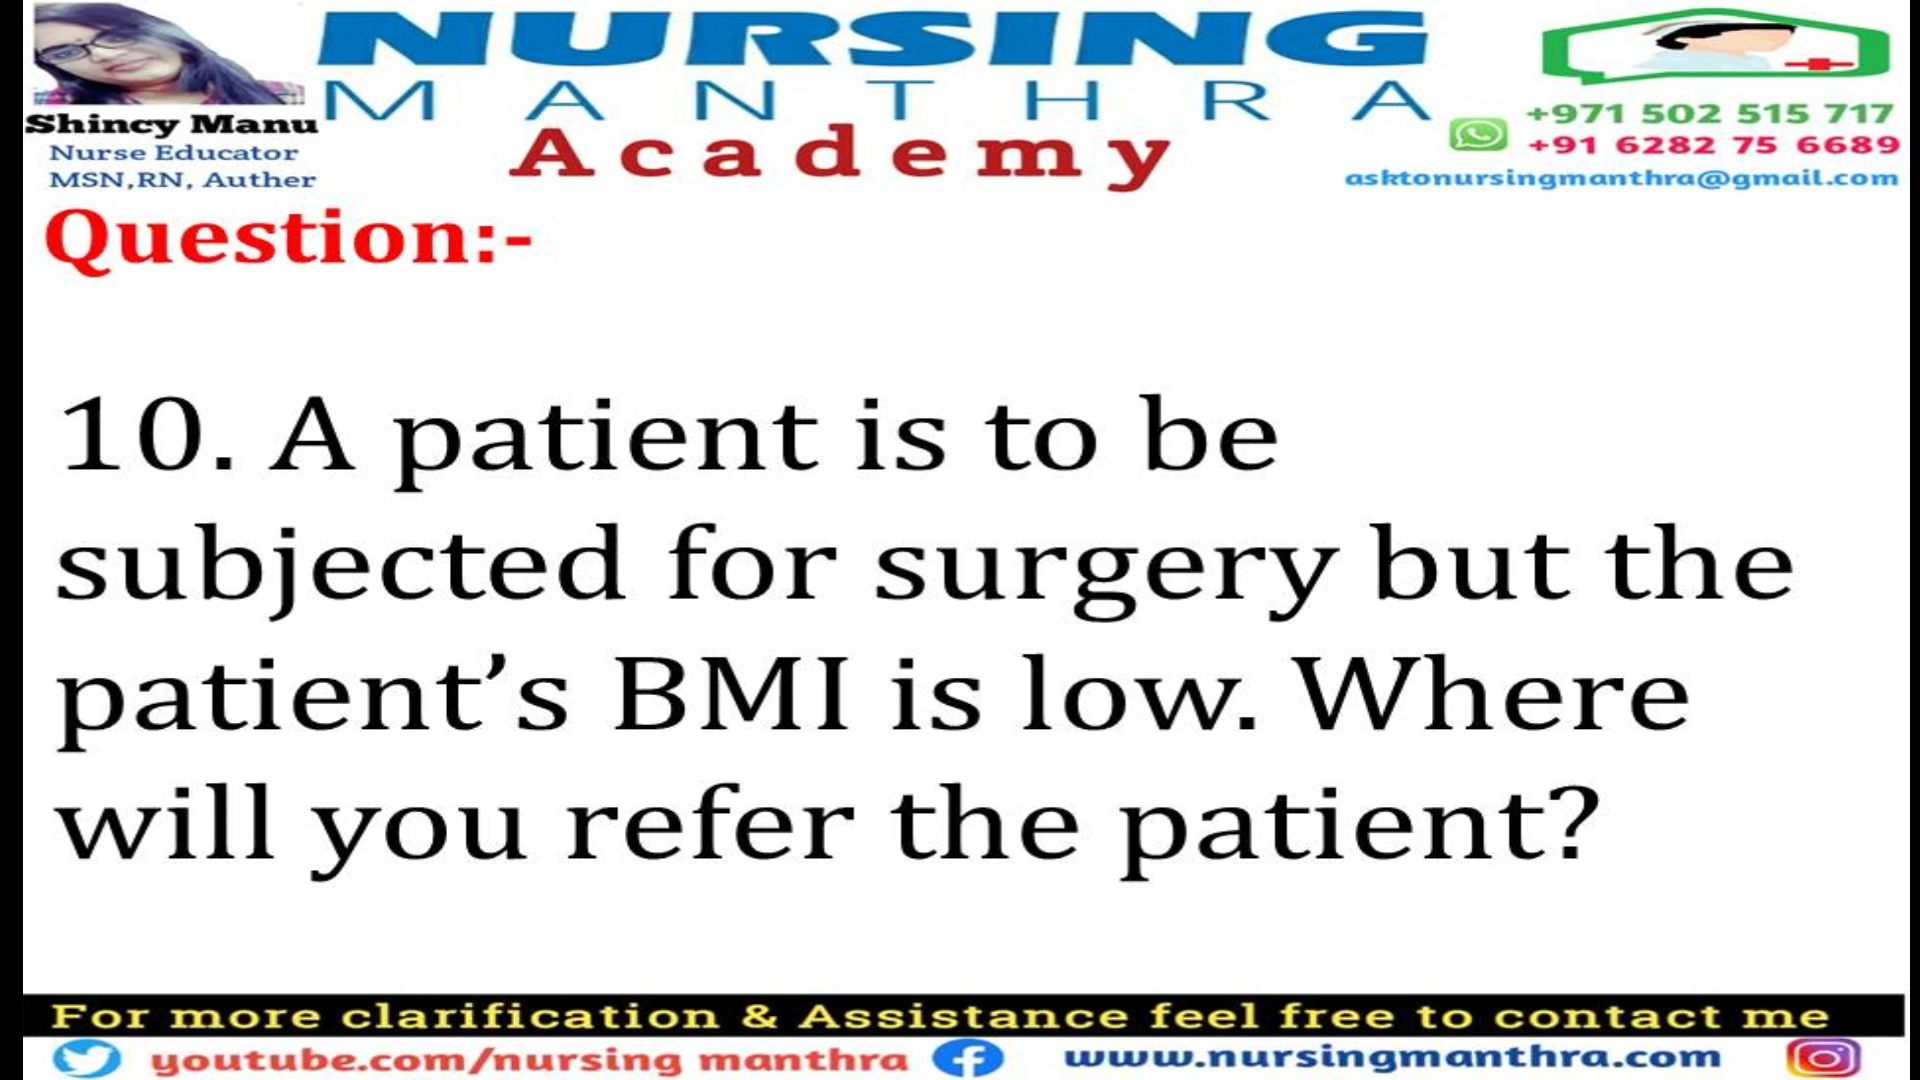 NURSING
MANTHRA
Academy
Shincy Manu
Nurse Educator
MSN,RN, Auther
+971 502 515 717
+91 6282 75 6689
asktonursingmanthra@gmail.com
Question:-
10. A patient is to be
subjected for surgery but the
patient’s BMI is low. Where
will you refer the patient?
For more clarification & Assistance feel free to contact me
youtube.com/nursing manthra
www.nursingmanthra.com